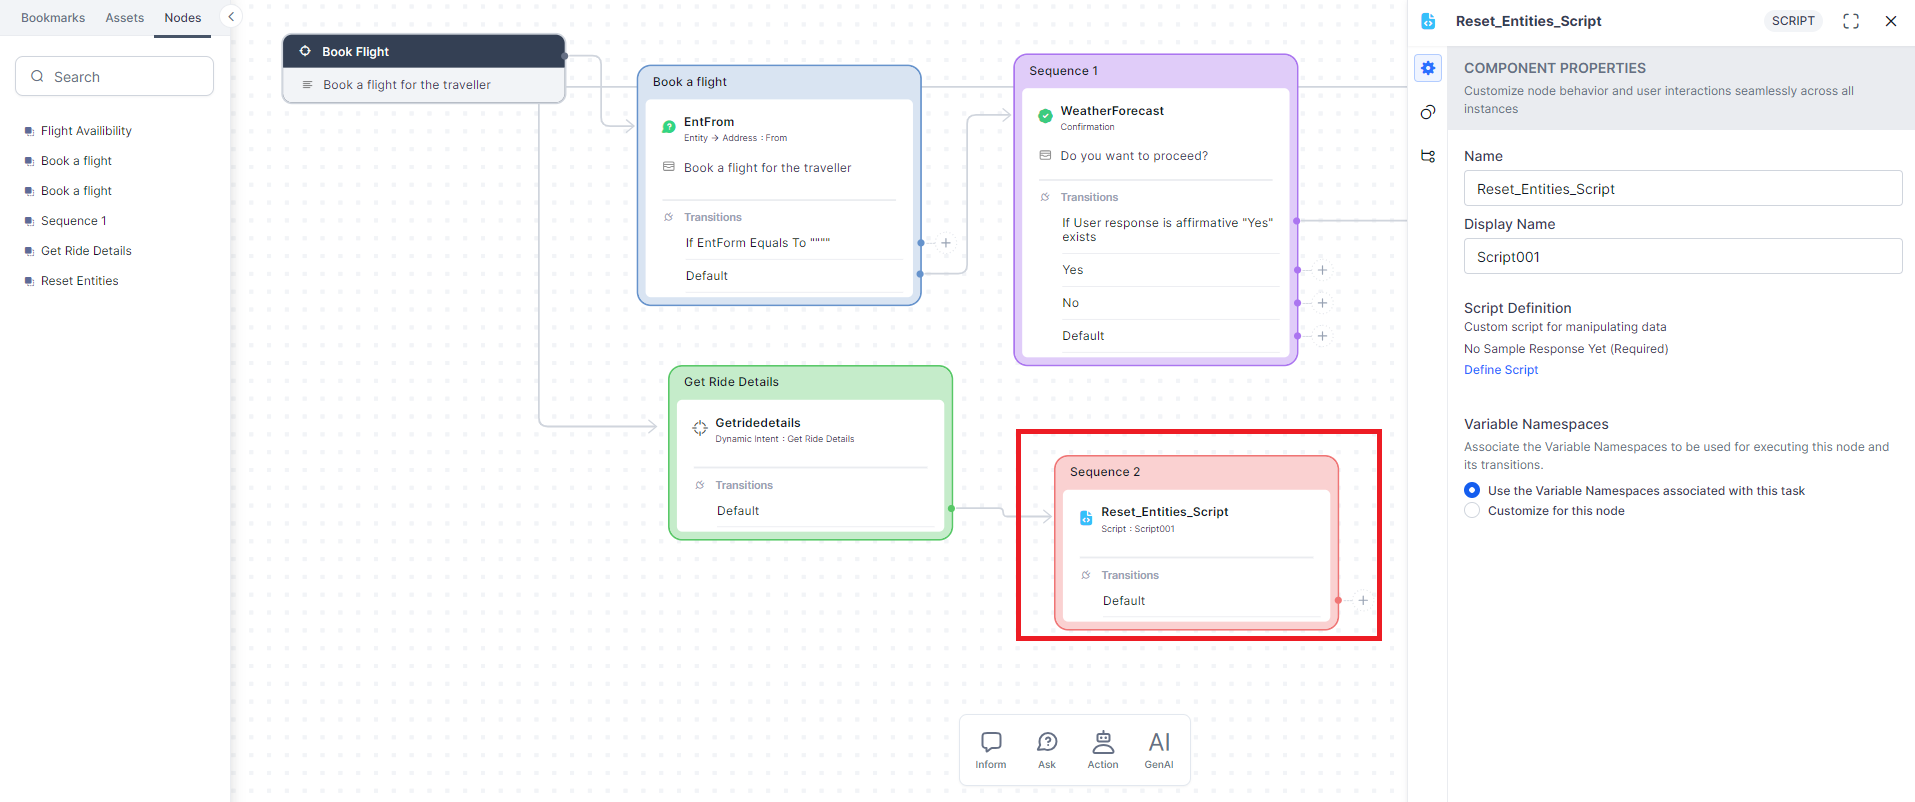 Bookmarks
Assets
Nodes
Search
Flight Availibility
Book a flight
Book a flight
Sequence 1
Get Ride Details
Reset Entities
Book Flight
Book a flight for the traveller
Book a flight
EntFrom
Entity → Address : From
Book a flight for the traveller
Transitions
If EntForm Equals To """"
Default
Sequence 1
WeatherForecast
Confirmation
Do you want to proceed?
Transitions
If User response is affirmative "Yes"
exists
Yes
No
Default
Get Ride Details
Getridedetails
Dynamic Intent : Get Ride Details
Transitions
Default
Sequence 2
Reset_Entities_Script
Script : Script001
Transitions
Default
Inform
Ask
Action
AI
GenAI
Reset_Entities_Script
SCRIPT
COMPONENT PROPERTIES
Customize node behavior and user interactions seamlessly across all
instances
Name
Reset_Entities_Script
Display Name
Script001
Script Definition
Custom script for manipulating data
No Sample Response Yet (Required)
Define Script
Variable Namespaces
Associate the Variable Namespaces to be used for executing this node and
its transitions.
Use the Variable Namespaces associated with this task
Customize for this node